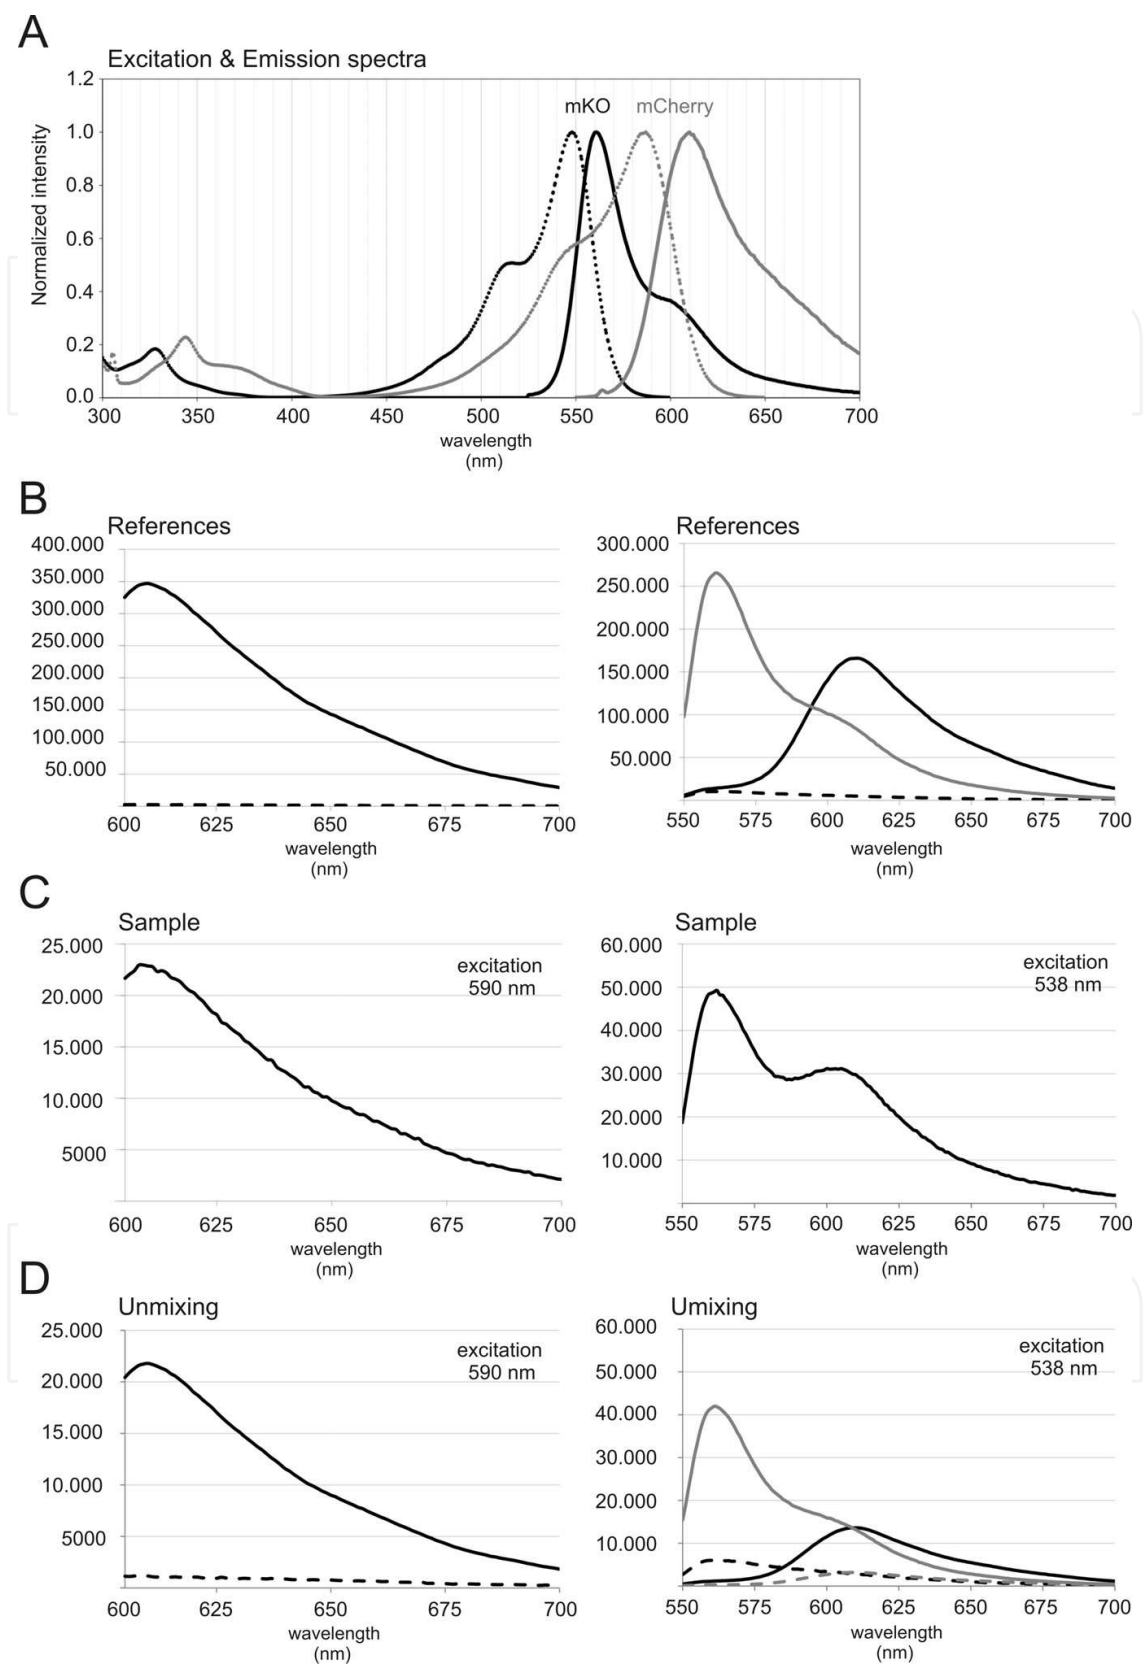 A
Excitation & Emission spectra
mKO mCherry
Normalized intensity
1.2
1.0
0.8
0.6
0.4
0.2
0.0
300 350 400 450 500 550 600 650 700
wavelength
(nm)
B
References
400.000
350.000
300.000
250.000
200.000
150.000
100.000
50.000
600 625 650 675 700
wavelength
(nm)
References
300.000
250.000
200.000
150.000
100.000
50.000
550 575 600 625 650 675 700
wavelength
(nm)
C
Sample
excitation
590 nm
25.000
20.000
15.000
10.000
5000
600 625 650 675 700
wavelength
(nm)
Sample
excitation
538 nm
60.000
50.000
40.000
30.000
20.000
10.000
550 575 600 625 650 675 700
wavelength
(nm)
D
Unmixing
excitation
590 nm
25.000
20.000
15.000
10.000
5000
600 625 650 675 700
wavelength
(nm)
Umixing
excitation
538 nm
60.000
50.000
40.000
30.000
20.000
10.000
550 575 600 625 650 675 700
wavelength
(nm)